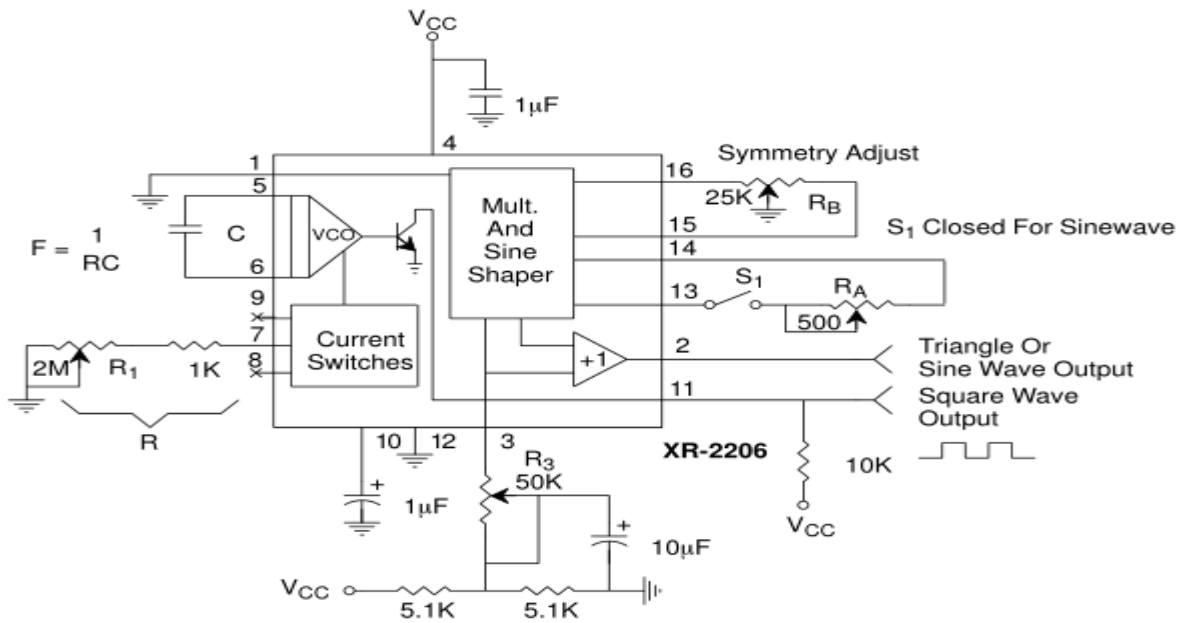 VCC
1μF
4
1
16
Symmetry Adjust
5
25K
RB
Mult.
And
Sine
Shaper
15
S1 Closed For Sinewave
F = 1
RC
C
VCO
14
6
S1
RA
13
9
500
Current
Switches
7
2M
R1
1K
8
+1
2
Triangle Or
Sine Wave Output
11
Square Wave
Output
R
10
12
3
XR-2206
R3
50K
10K
+
1μF
VCC
+
10μF
VCC
5.1K
5.1K